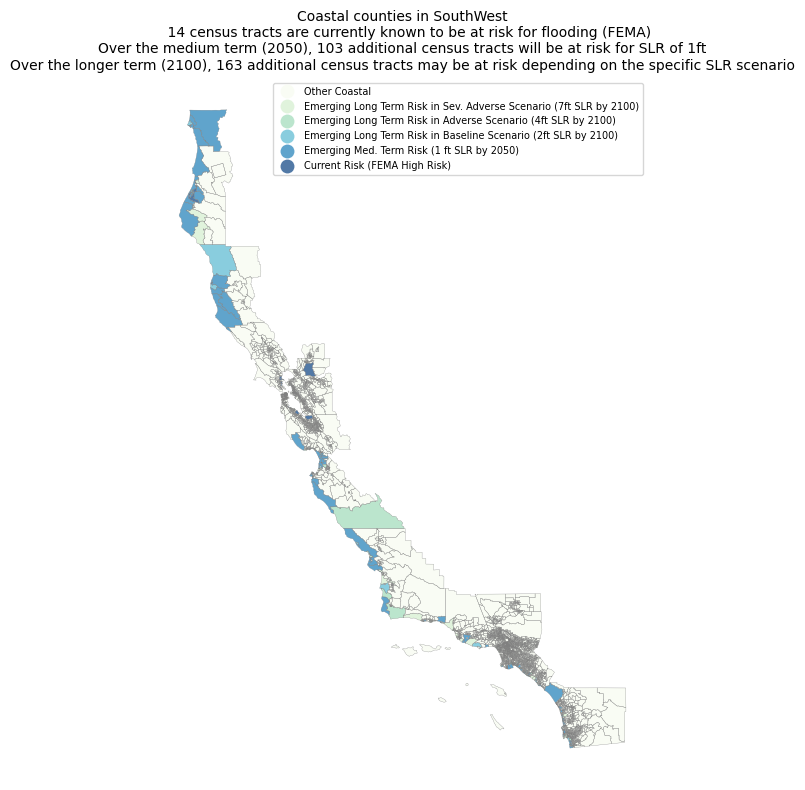 Coastal counties in SouthWest
14 census tracts are currently known to be at risk for flooding (FEMA)
Over the medium term (2050), 103 additional census tracts will be at risk for SLR of 1ft
Over the longer term (2100), 163 additional census tracts may be at risk depending on the specific SLR scenario
Other Coastal
Emerging Long Term Risk in Sev. Adverse Scenario (7ft SLR by 2100)
Emerging Long Term Risk in Adverse Scenario (4ft SLR by 2100)
Emerging Long Term Risk in Baseline Scenario (2ft SLR by 2100)
Emerging Med. Term Risk (1 ft SLR by 2050)
Current Risk (FEMA High Risk)